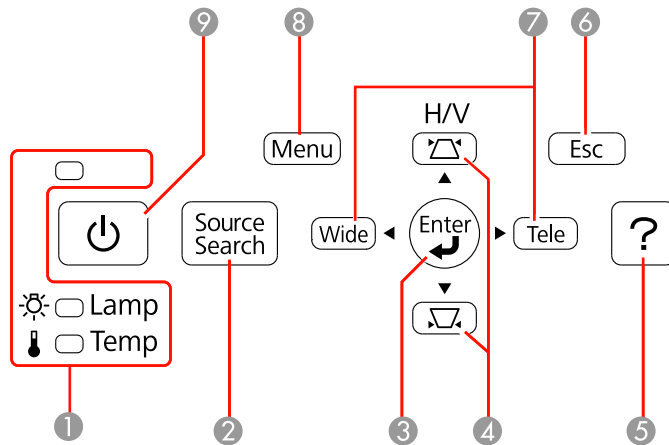 9
8
7
6
H/V
Menu
Esc
Source
Search
Wide
Enter
Tele
?
Lamp
Temp
1
2
3
4
5